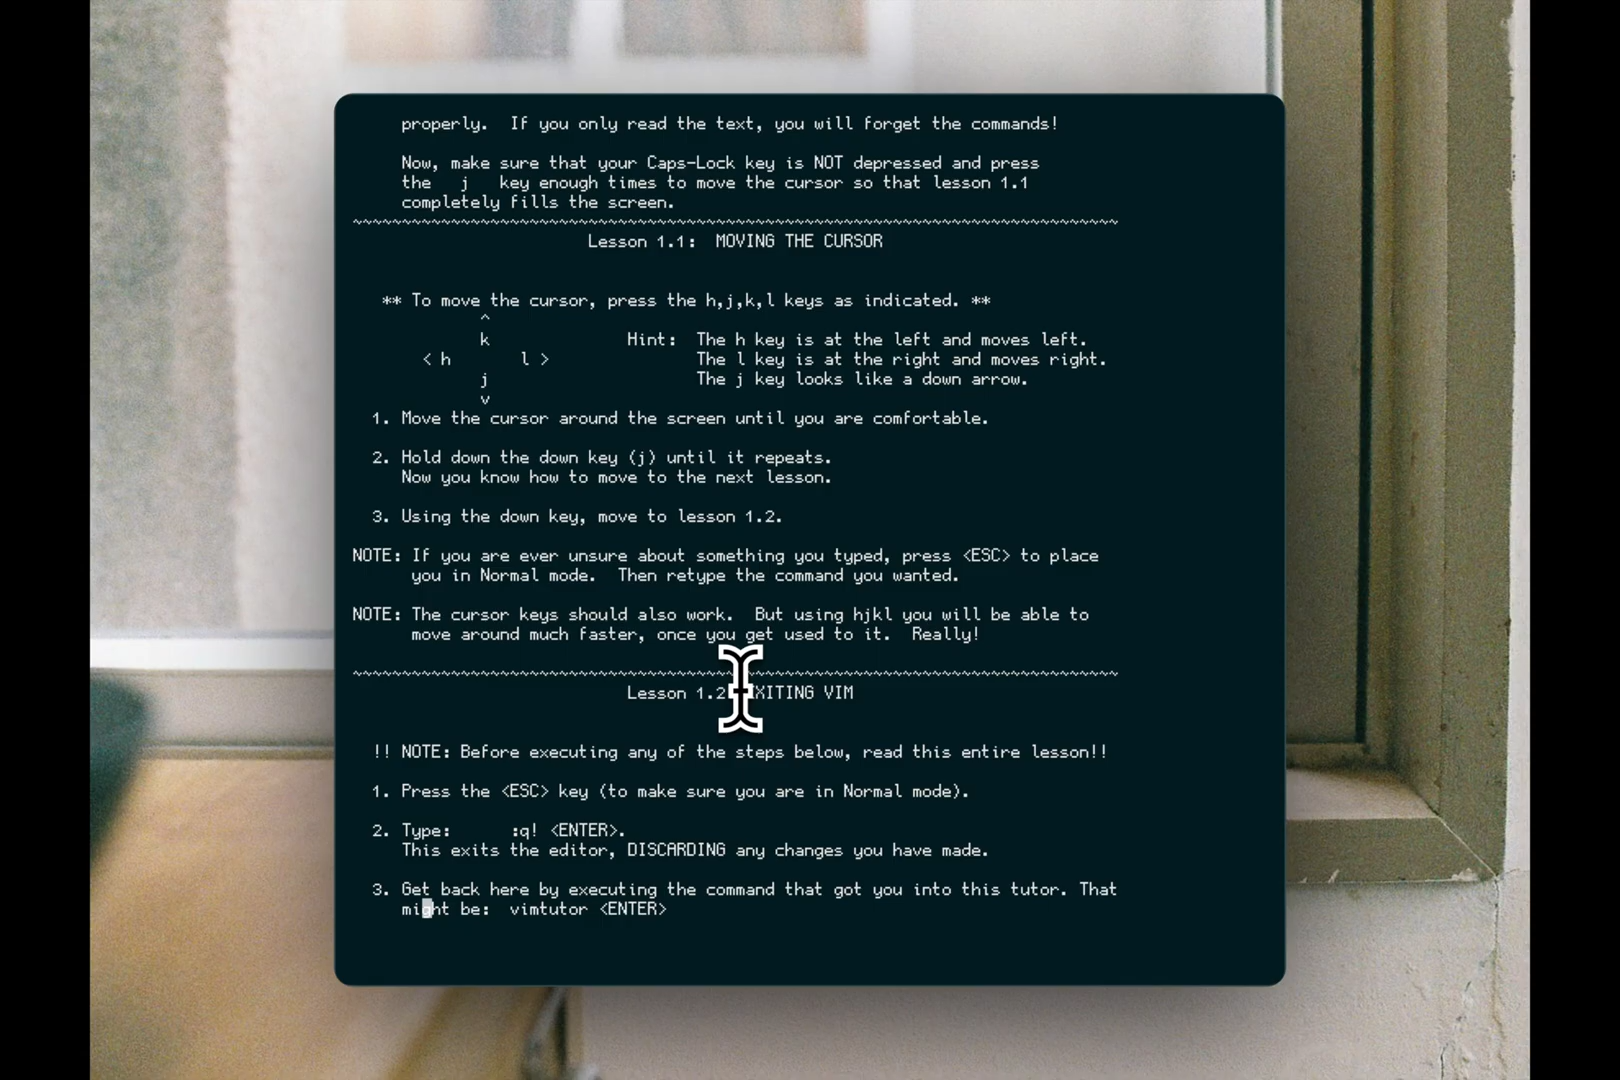 properly.  If you only read the text, you will forget the commands!
Now, make sure that your Caps-Lock key is NOT depressed and press
the   j   key enough times to move the cursor so that lesson 1.1
completely fills the screen.
~~~~~~~~~~~~~~~~~~~~~~~~~~~~~~~~~~~~~~~~~~~~~~~~~~~~~~~~~~~~~~~~~~~~~~~~~~~~~~
Lesson 1.1:  MOVING THE CURSOR
** To move the cursor, press the h,j,k,l keys as indicated. **
^
k              Hint:  The h key is at the left and moves left.
< h       l >               The l key is at the right and moves right.
j                     The j key looks like a down arrow.
v
1. Move the cursor around the screen until you are comfortable.
2. Hold down the down key (j) until it repeats.
Now you know how to move to the next lesson.
3. Using the down key, move to lesson 1.2.
NOTE: If you are ever unsure about something you typed, press <ESC> to place
you in Normal mode.  Then retype the command you wanted.
NOTE: The cursor keys should also work.  But using hjkl you will be able to
move around much faster, once you get used to it.  Really!
~~~~~~~~~~~~~~~~~~~~~~~~~~~~~~~~~~~~~~~~~~~~~~~~~~~~~~~~~~~~~~~~~~~~~~~~~~~~~~
Lesson 1.2 EXITING VIM
!! NOTE: Before executing any of the steps below, read this entire lesson!!
1. Press the <ESC> key (to make sure you are in Normal mode).
2. Type:      :q! <ENTER>.
This exits the editor, DISCARDING any changes you have made.
3. Get back here by executing the command that got you into this tutor. That
might be:  vimtutor <ENTER>